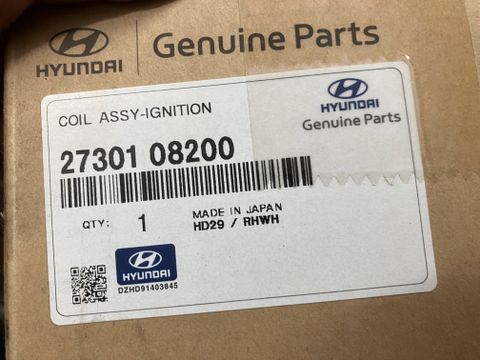 HYUNDAI
Genuine Parts
HYUNDAI
Genuine Parts
COIL ASSY-IGNITION
27301 08200
QTY: 1
MADE IN JAPAN
HD29 / RHWH
HYUNDAI
DZHD91403845